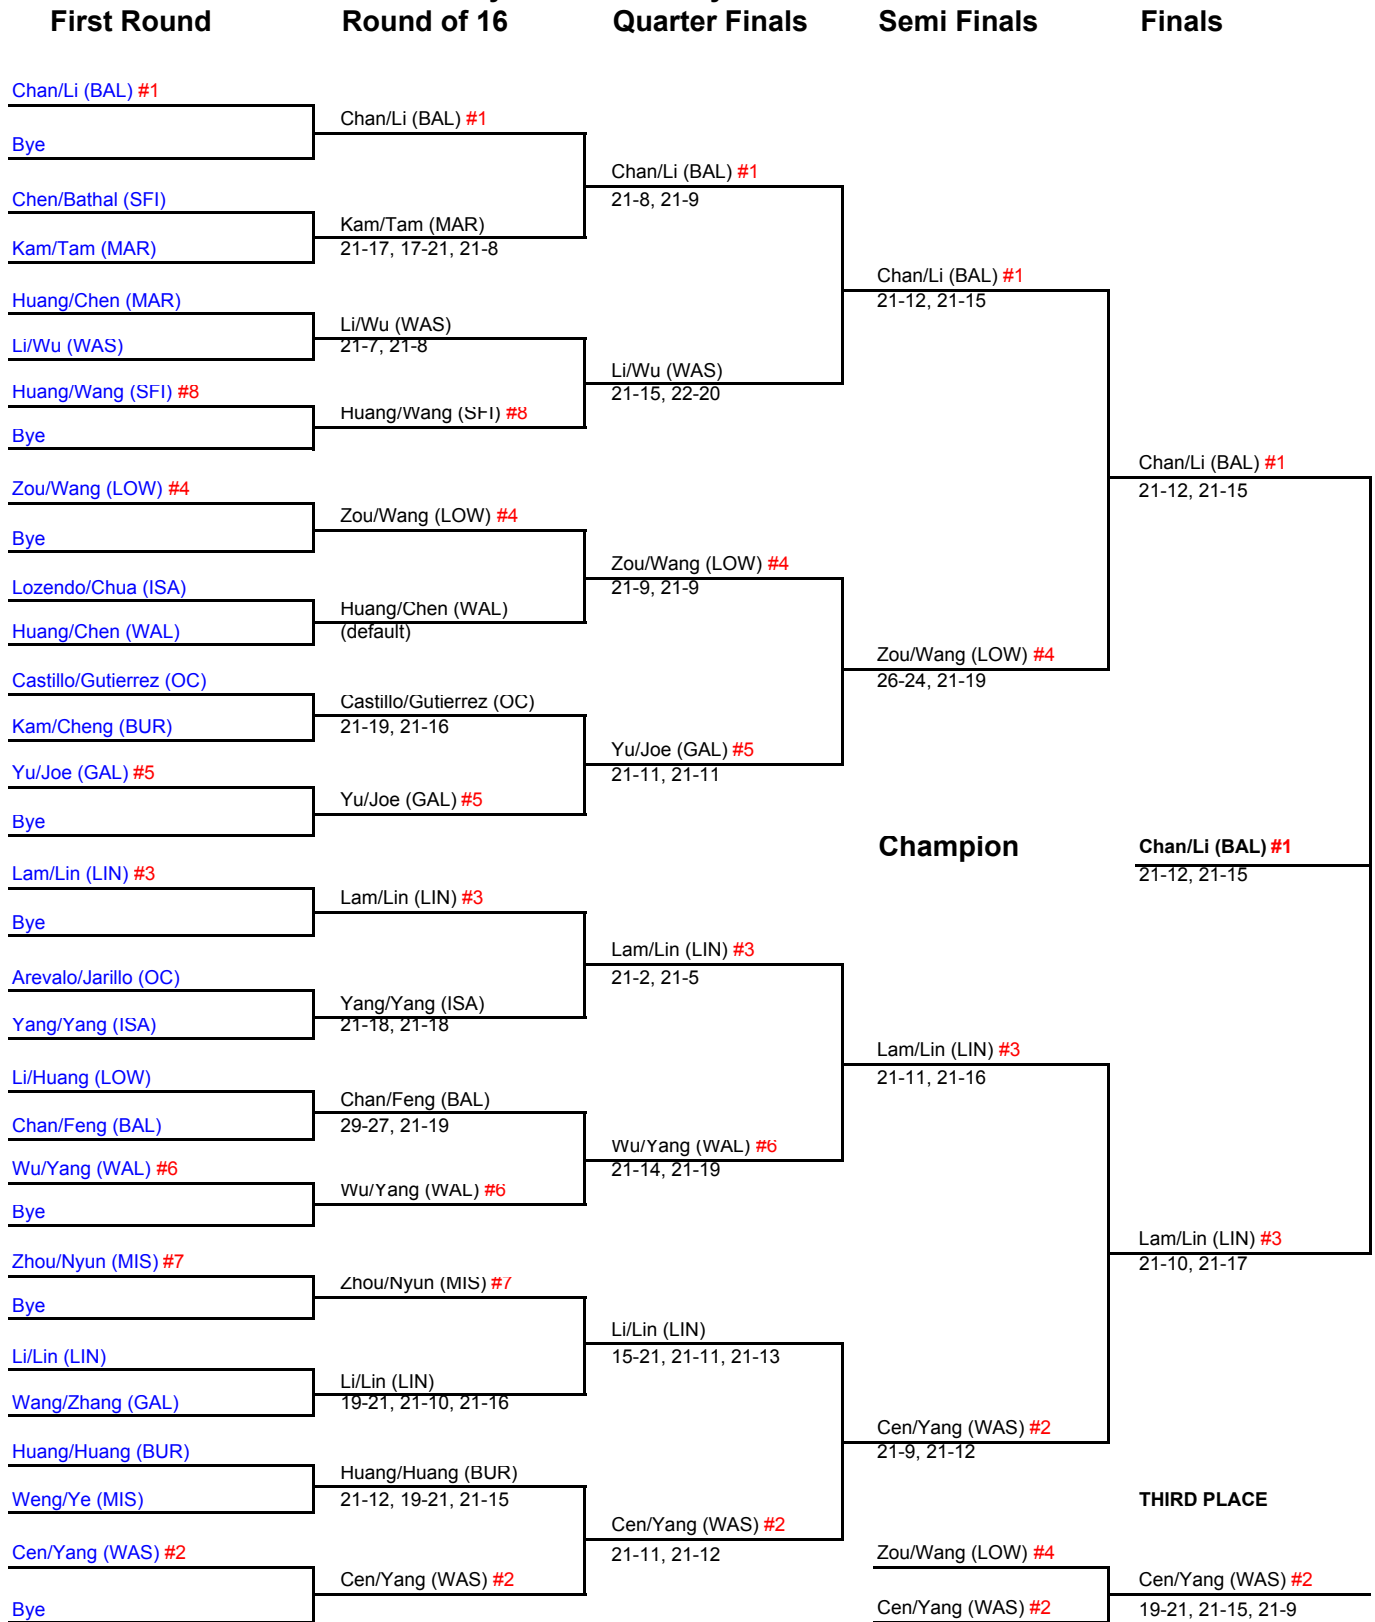 First Round
Round of 16
Quarter Finals
Semi Finals
Finals
Chan/Li (BAL) #1
Bye
Chen/Bathal (SFI)
Kam/Tam (MAR)
Huang/Chen (MAR)
Li/Wu (WAS)
Huang/Wang (SFI) #8
Bye
Zou/Wang (LOW) #4
Bye
Lozendo/Chua (ISA)
Huang/Chen (WAL)
Castillo/Gutierrez (OC)
Kam/Cheng (BUR)
Yu/Joe (GAL) #5
Bye
Lam/Lin (LIN) #3
Bye
Arevalo/Jarillo (OC)
Yang/Yang (ISA)
Li/Huang (LOW)
Chan/Feng (BAL)
Wu/Yang (WAL) #6
Bye
Zhou/Nyun (MIS) #7
Bye
Li/Lin (LIN)
Wang/Zhang (GAL)
Huang/Huang (BUR)
Weng/Ye (MIS)
Cen/Yang (WAS) #2
Bye
Chan/Li (BAL) #1
Kam/Tam (MAR)
21-17, 17-21, 21-8
Li/Wu (WAS)
21-7, 21-8
Huang/Wang (SFI) #8
Zou/Wang (LOW) #4
Huang/Chen (WAL)
(default)
Castillo/Gutierrez (OC)
21-19, 21-16
Yu/Joe (GAL) #5
Lam/Lin (LIN) #3
Yang/Yang (ISA)
21-18, 21-18
Chan/Feng (BAL)
29-27, 21-19
Wu/Yang (WAL) #6
Zhou/Nyun (MIS) #7
Li/Lin (LIN)
19-21, 21-10, 21-16
Huang/Huang (BUR)
21-12, 19-21, 21-15
Cen/Yang (WAS) #2
Chan/Li (BAL) #1
21-8, 21-9
Li/Wu (WAS)
21-15, 22-20
Zou/Wang (LOW) #4
21-9, 21-9
Yu/Joe (GAL) #5
21-11, 21-11
Lam/Lin (LIN) #3
21-2, 21-5
Wu/Yang (WAL) #6
21-14, 21-19
Li/Lin (LIN)
15-21, 21-11, 21-13
Cen/Yang (WAS) #2
21-11, 21-12
Chan/Li (BAL) #1
21-12, 21-15
Zou/Wang (LOW) #4
26-24, 21-19
Champion
Lam/Lin (LIN) #3
21-11, 21-16
Cen/Yang (WAS) #2
21-9, 21-12
Zou/Wang (LOW) #4
Cen/Yang (WAS) #2
Chan/Li (BAL) #1
21-12, 21-15
Chan/Li (BAL) #1
21-12, 21-15
Lam/Lin (LIN) #3
21-10, 21-17
THIRD PLACE
Cen/Yang (WAS) #2
19-21, 21-15, 21-9